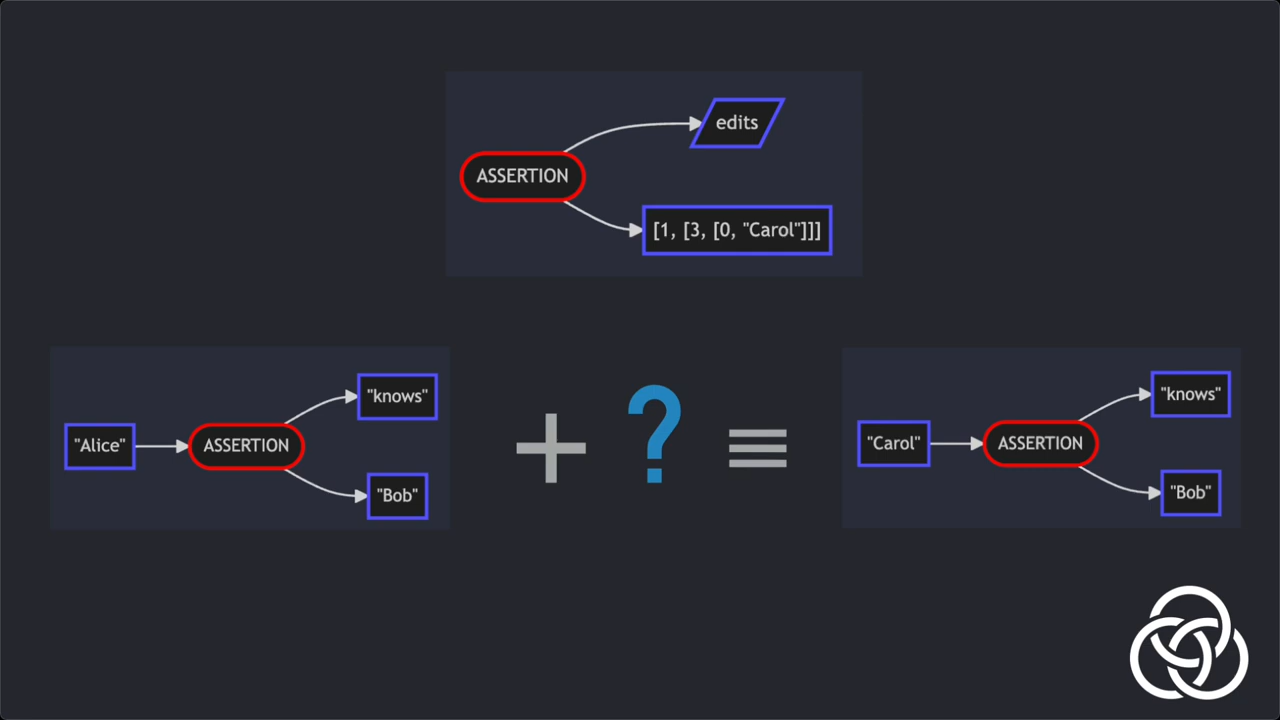 edits
ASSERTION
[1, [3, [0, "Carol"]]]
"Alice"
ASSERTION
"knows"
"Bob"
+ ? ≡
"Carol"
ASSERTION
"knows"
"Bob"